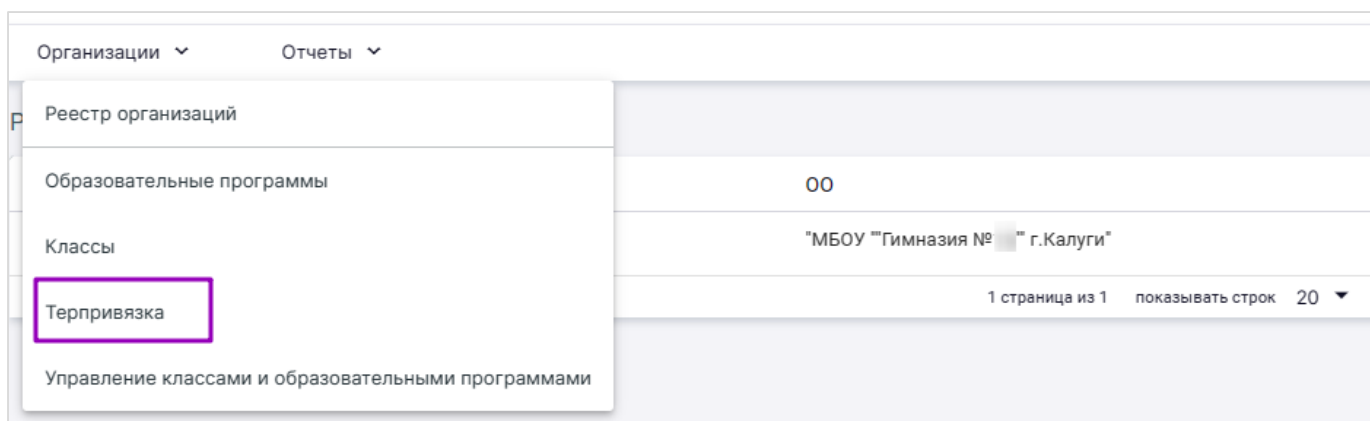 Организации Отчеты
Реестр организаций
Р
Образовательные программы
ОО
Классы
"МБОУ ""Гимназия № "" г.Калуги"
Терпривязка
1 страница из 1 показывать строк 20
Управление классами и образовательными программами